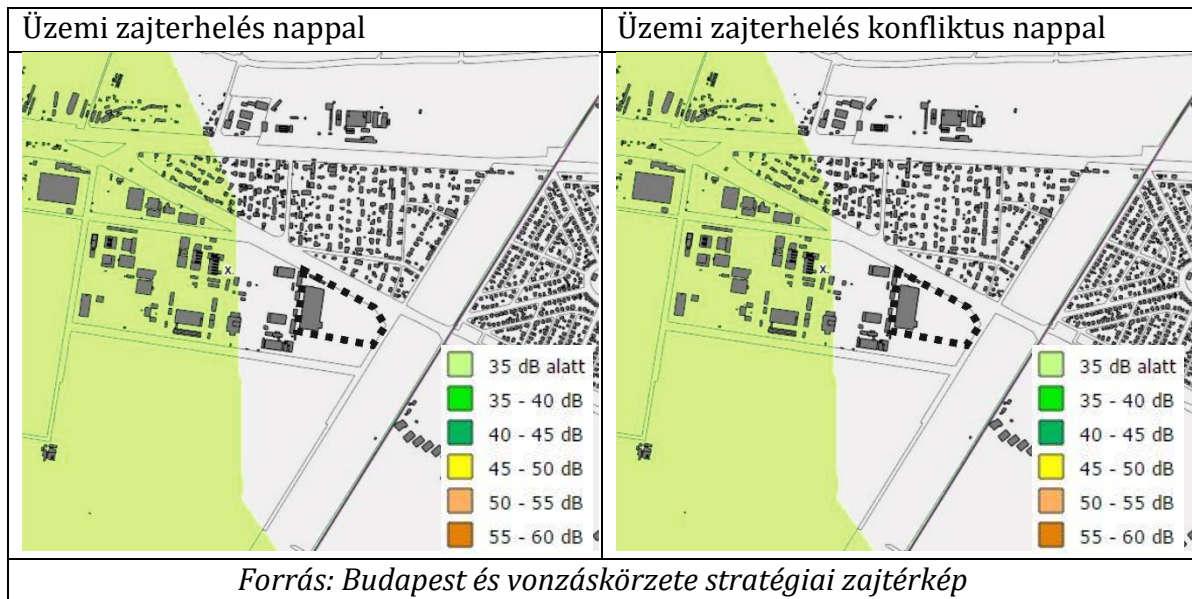 Üzemi zajterhelés nappal
Üzemi zajterhelés konfliktus nappal
x.
35 dB alatt
35 - 40 dB
40 - 45 dB
45 - 50 dB
50 - 55 dB
55 - 60 dB
x.
35 dB alatt
35 - 40 dB
40 - 45 dB
45 - 50 dB
50 - 55 dB
55 - 60 dB
Forrás: Budapest és vonzáskörzete stratégiai zajtérkép